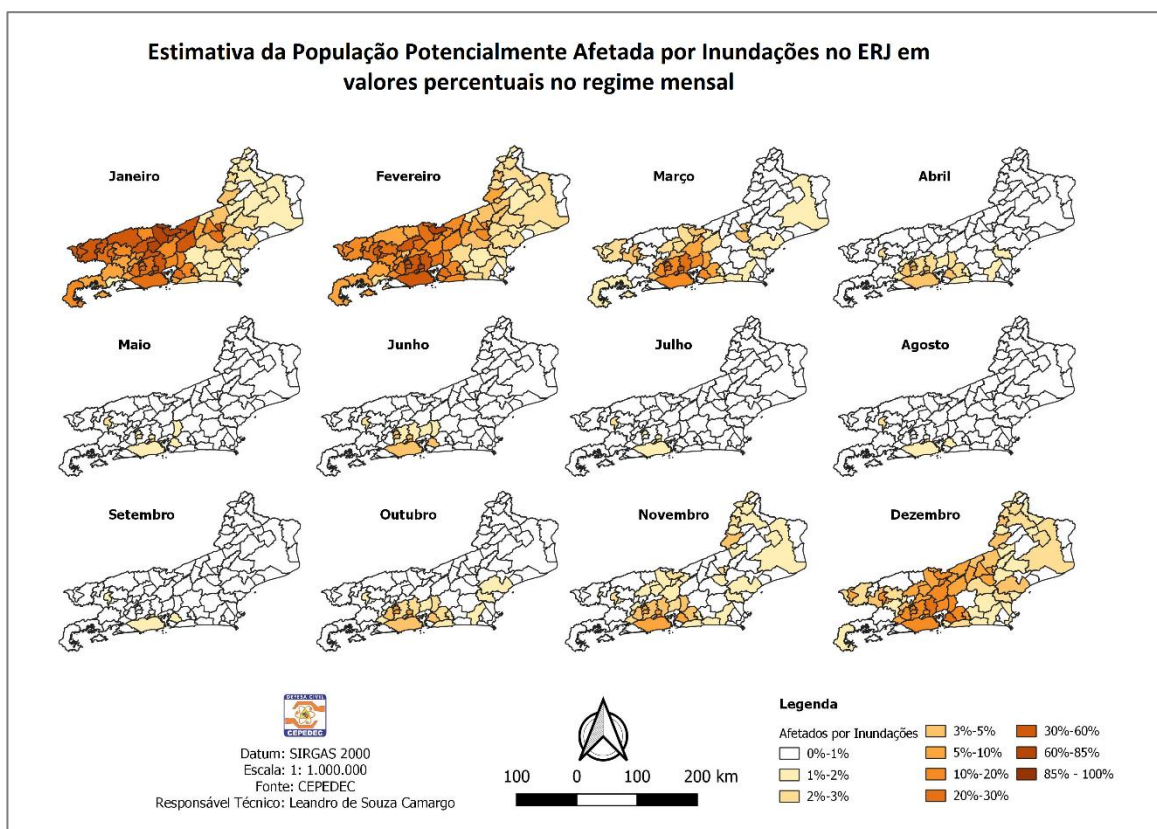 Estimativa da População Potencialmente Afetada por Inundações no ERJ em
valores percentuais no regime mensal
Janeiro
Fevereiro
Março
Abril
Maio
Junho
Julho
Agosto
Setembro
Outubro
Novembro
Dezembro
DEFESA CIVIL
CEPEDEC
Datum: SIRGAS 2000
Escala: 1: 1.000.000
Fonte: CEPEDEC
Responsável Técnico: Leandro de Souza Camargo
100 0 100 200 km
Legenda
Afetados por Inundações
0%-1%
1%-2%
2%-3%
3%-5%
5%-10%
10%-20%
20%-30%
30%-60%
60%-85%
85% - 100%